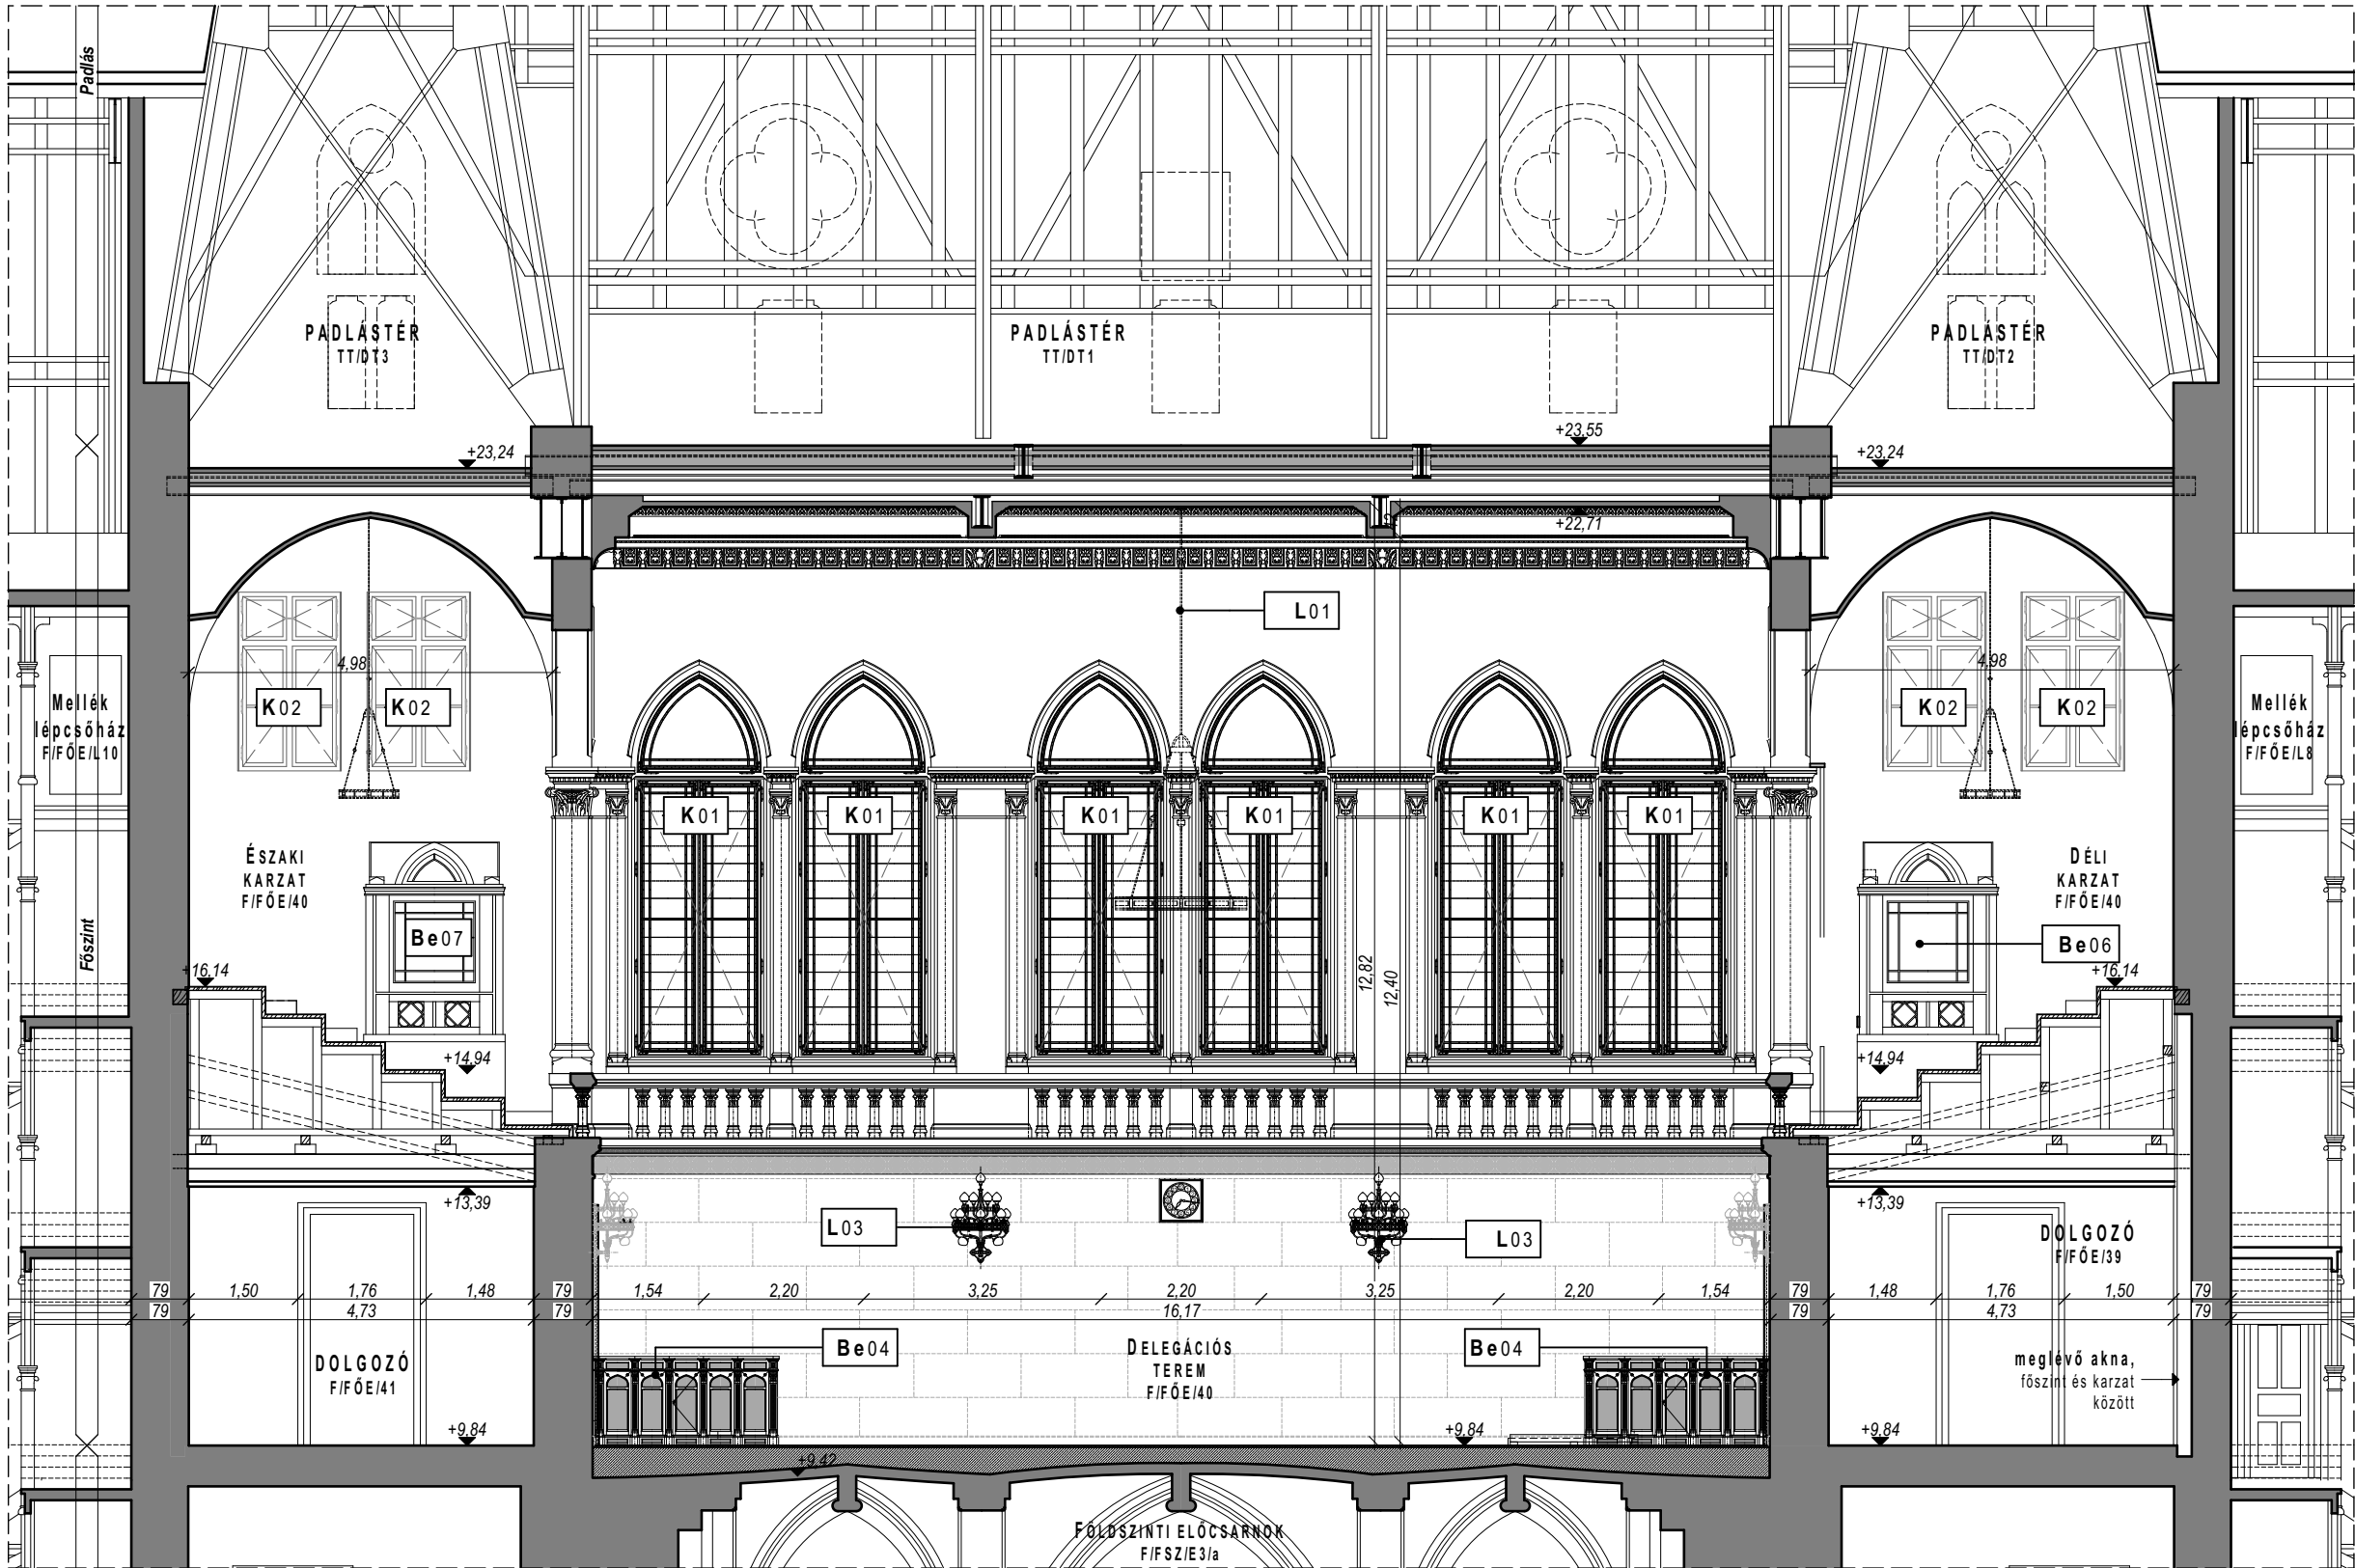 Padlás
PADLÁSTÉR
TT/DT3
PADLÁSTÉR
TT/DT1
PADLÁSTÉR
TT/DT2
+23,24
+23,55
+23,24
+22,71
L01
4,98
4,98
K02
K02
K02
K02
Mellék
lépcsőház
F/FŐE/L10
Mellék
lépcsőház
F/FŐE/L8
K01
K01
K01
K01
K01
K01
ÉSZAKI
KARZAT
F/FŐE/40
DÉLI
KARZAT
F/FŐE/40
Főszint
Be07
Be06
+16,14
+16,14
12,82
12,40
+14,94
+14,94
+13,39
+13,39
L03
L03
DOLGOZÓ
F/FŐE/39
79
1,50
1,76
1,48
79
1,54
2,20
3,25
2,20
3,25
2,20
1,54
79
1,48
1,76
1,50
79
79
4,73
79
16,17
79
4,73
79
Be04
Be04
DELEGÁCIÓS
TEREM
F/FŐE/40
DOLGOZÓ
F/FŐE/41
meglévő akna,
főszint és karzat
között
+9,84
+9,84
+9,84
+9,42
FÖLDSZINTI ELŐCSARNOK
F/FSZ/E3/a